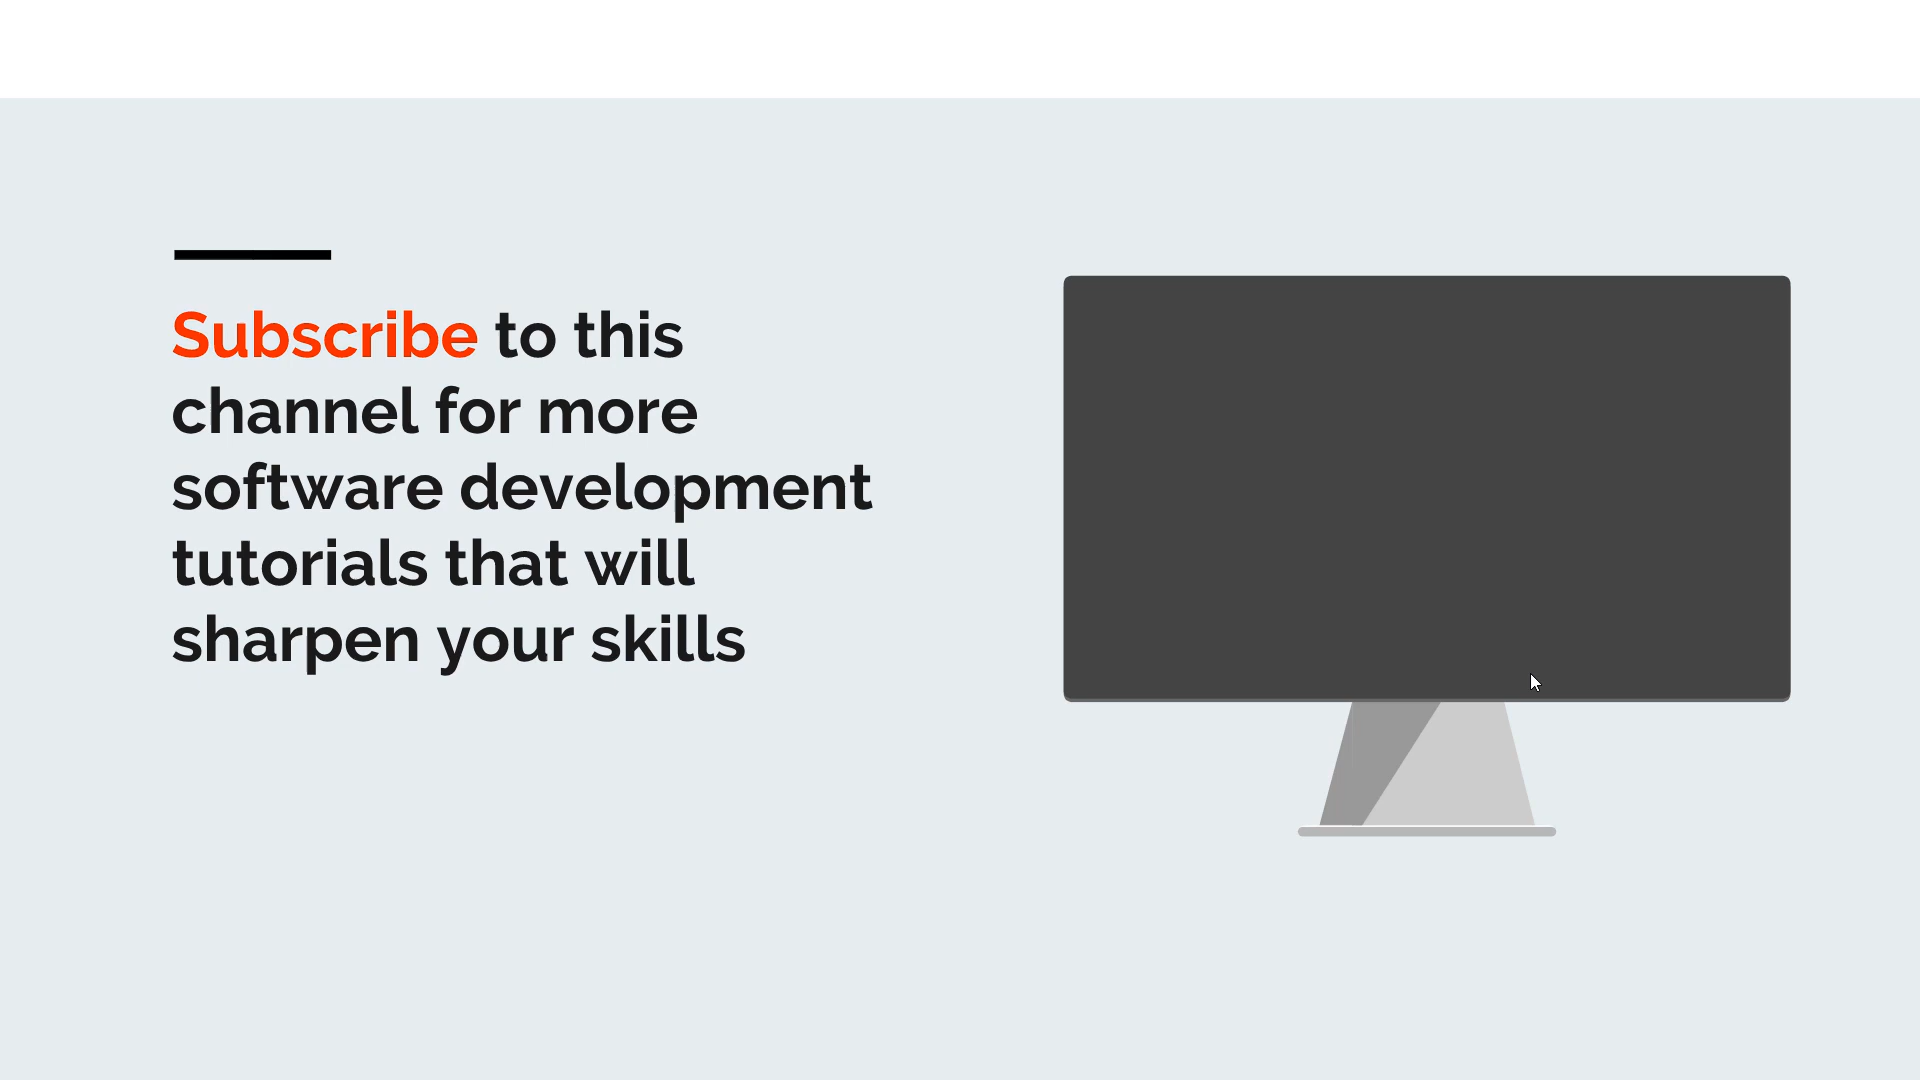 Subscribe to this
channel for more
software development
tutorials that will
sharpen your skills